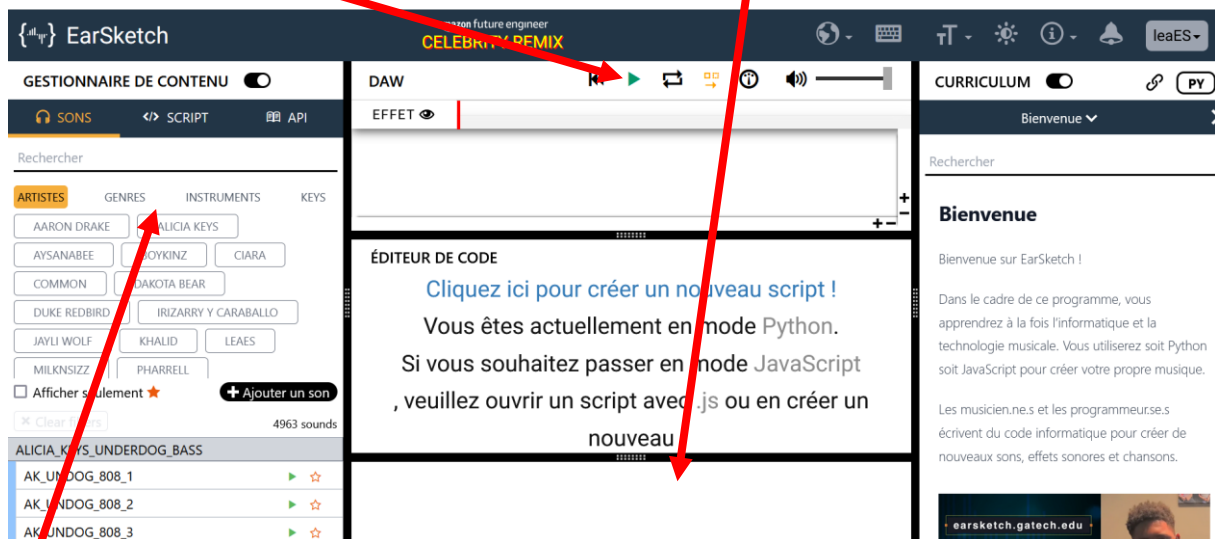 EarSketch
amazon future engineer
CELEBRITY REMIX
leaES
GESTIONNAIRE DE CONTENU
SONS
</> SCRIPT
API
Rechercher
ARTISTES
GENRES
INSTRUMENTS
KEYS
AARON DRAKE
ALICIA KEYS
AYSANABEE
JOYKINZ
CIARA
COMMON
DAKOTA BEAR
DUKE REDBIRD
IRIZARRY Y CARABALLO
JAYLI WOLF
KHALID
LEAES
MILKNSIZZ
PHARRELL
Afficher seulement
+ Ajouter un son
× Clear filters
4963 sounds
ALICIA_KEYS_UNDERDOG_BASS
AK_UNDOG_808_1
AK_UNDOG_808_2
AK_UNDOG_808_3
DAW
EFFET
ÉDITEUR DE CODE
Cliquez ici pour créer un nouveau script !
Vous êtes actuellement en mode Python.
Si vous souhaitez passer en mode JavaScript
, veuillez ouvrir un script avec .js ou en créer un
nouveau
CURRICULUM
PY
Bienvenue
Rechercher
Bienvenue
Bienvenue sur EarSketch !
Dans le cadre de ce programme, vous
apprendrez à la fois l'informatique et la
technologie musicale. Vous utiliserez soit Python
soit JavaScript pour créer votre propre musique.
Les musicien.ne.s et les programmeur.se.s
écrivent du code informatique pour créer de
nouveaux sons, effets sonores et chansons.
earsketch.gatech.edu